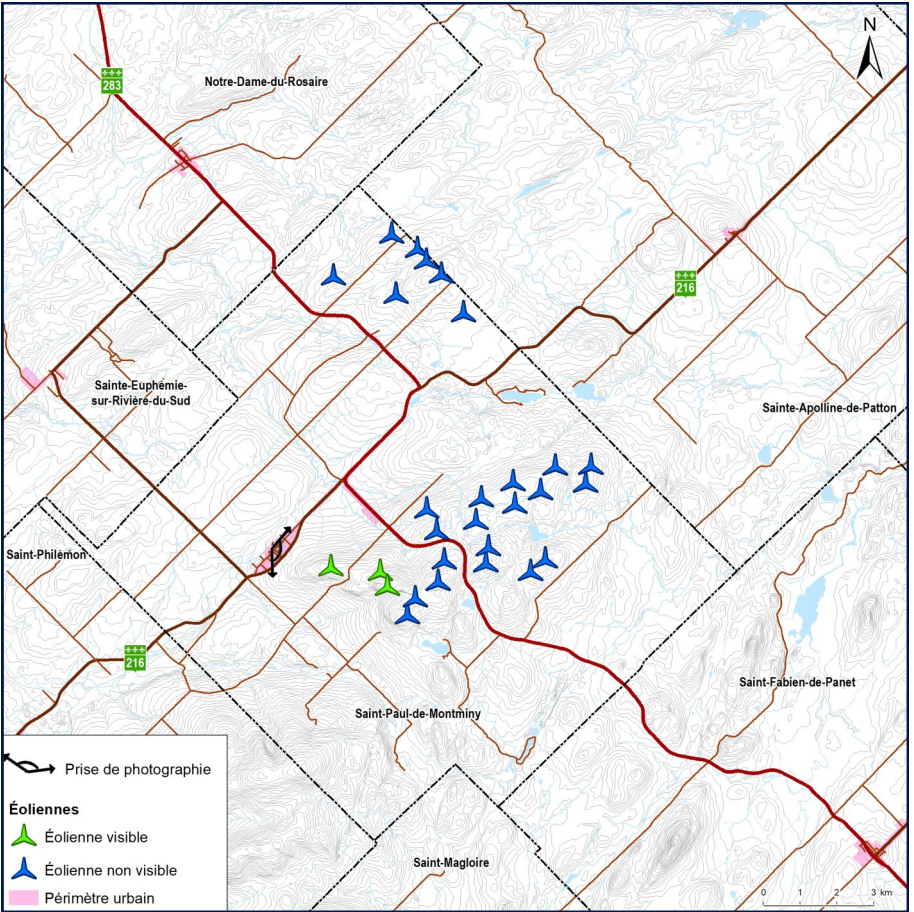 N
283
Notre-Dame-du-Rosaire
216
Sainte-Euphémie-
sur-Rivière-du-Sud
Sainte-Apolline-de-Patton
Saint-Philémon
216
Saint-Fabien-de-Panet
Saint-Paul-de-Montminy
Prise de photographie
Éoliennes
Éolienne visible
Éolienne non visible
Périmètre urbain
Saint-Magloire
0 1 2 3 km